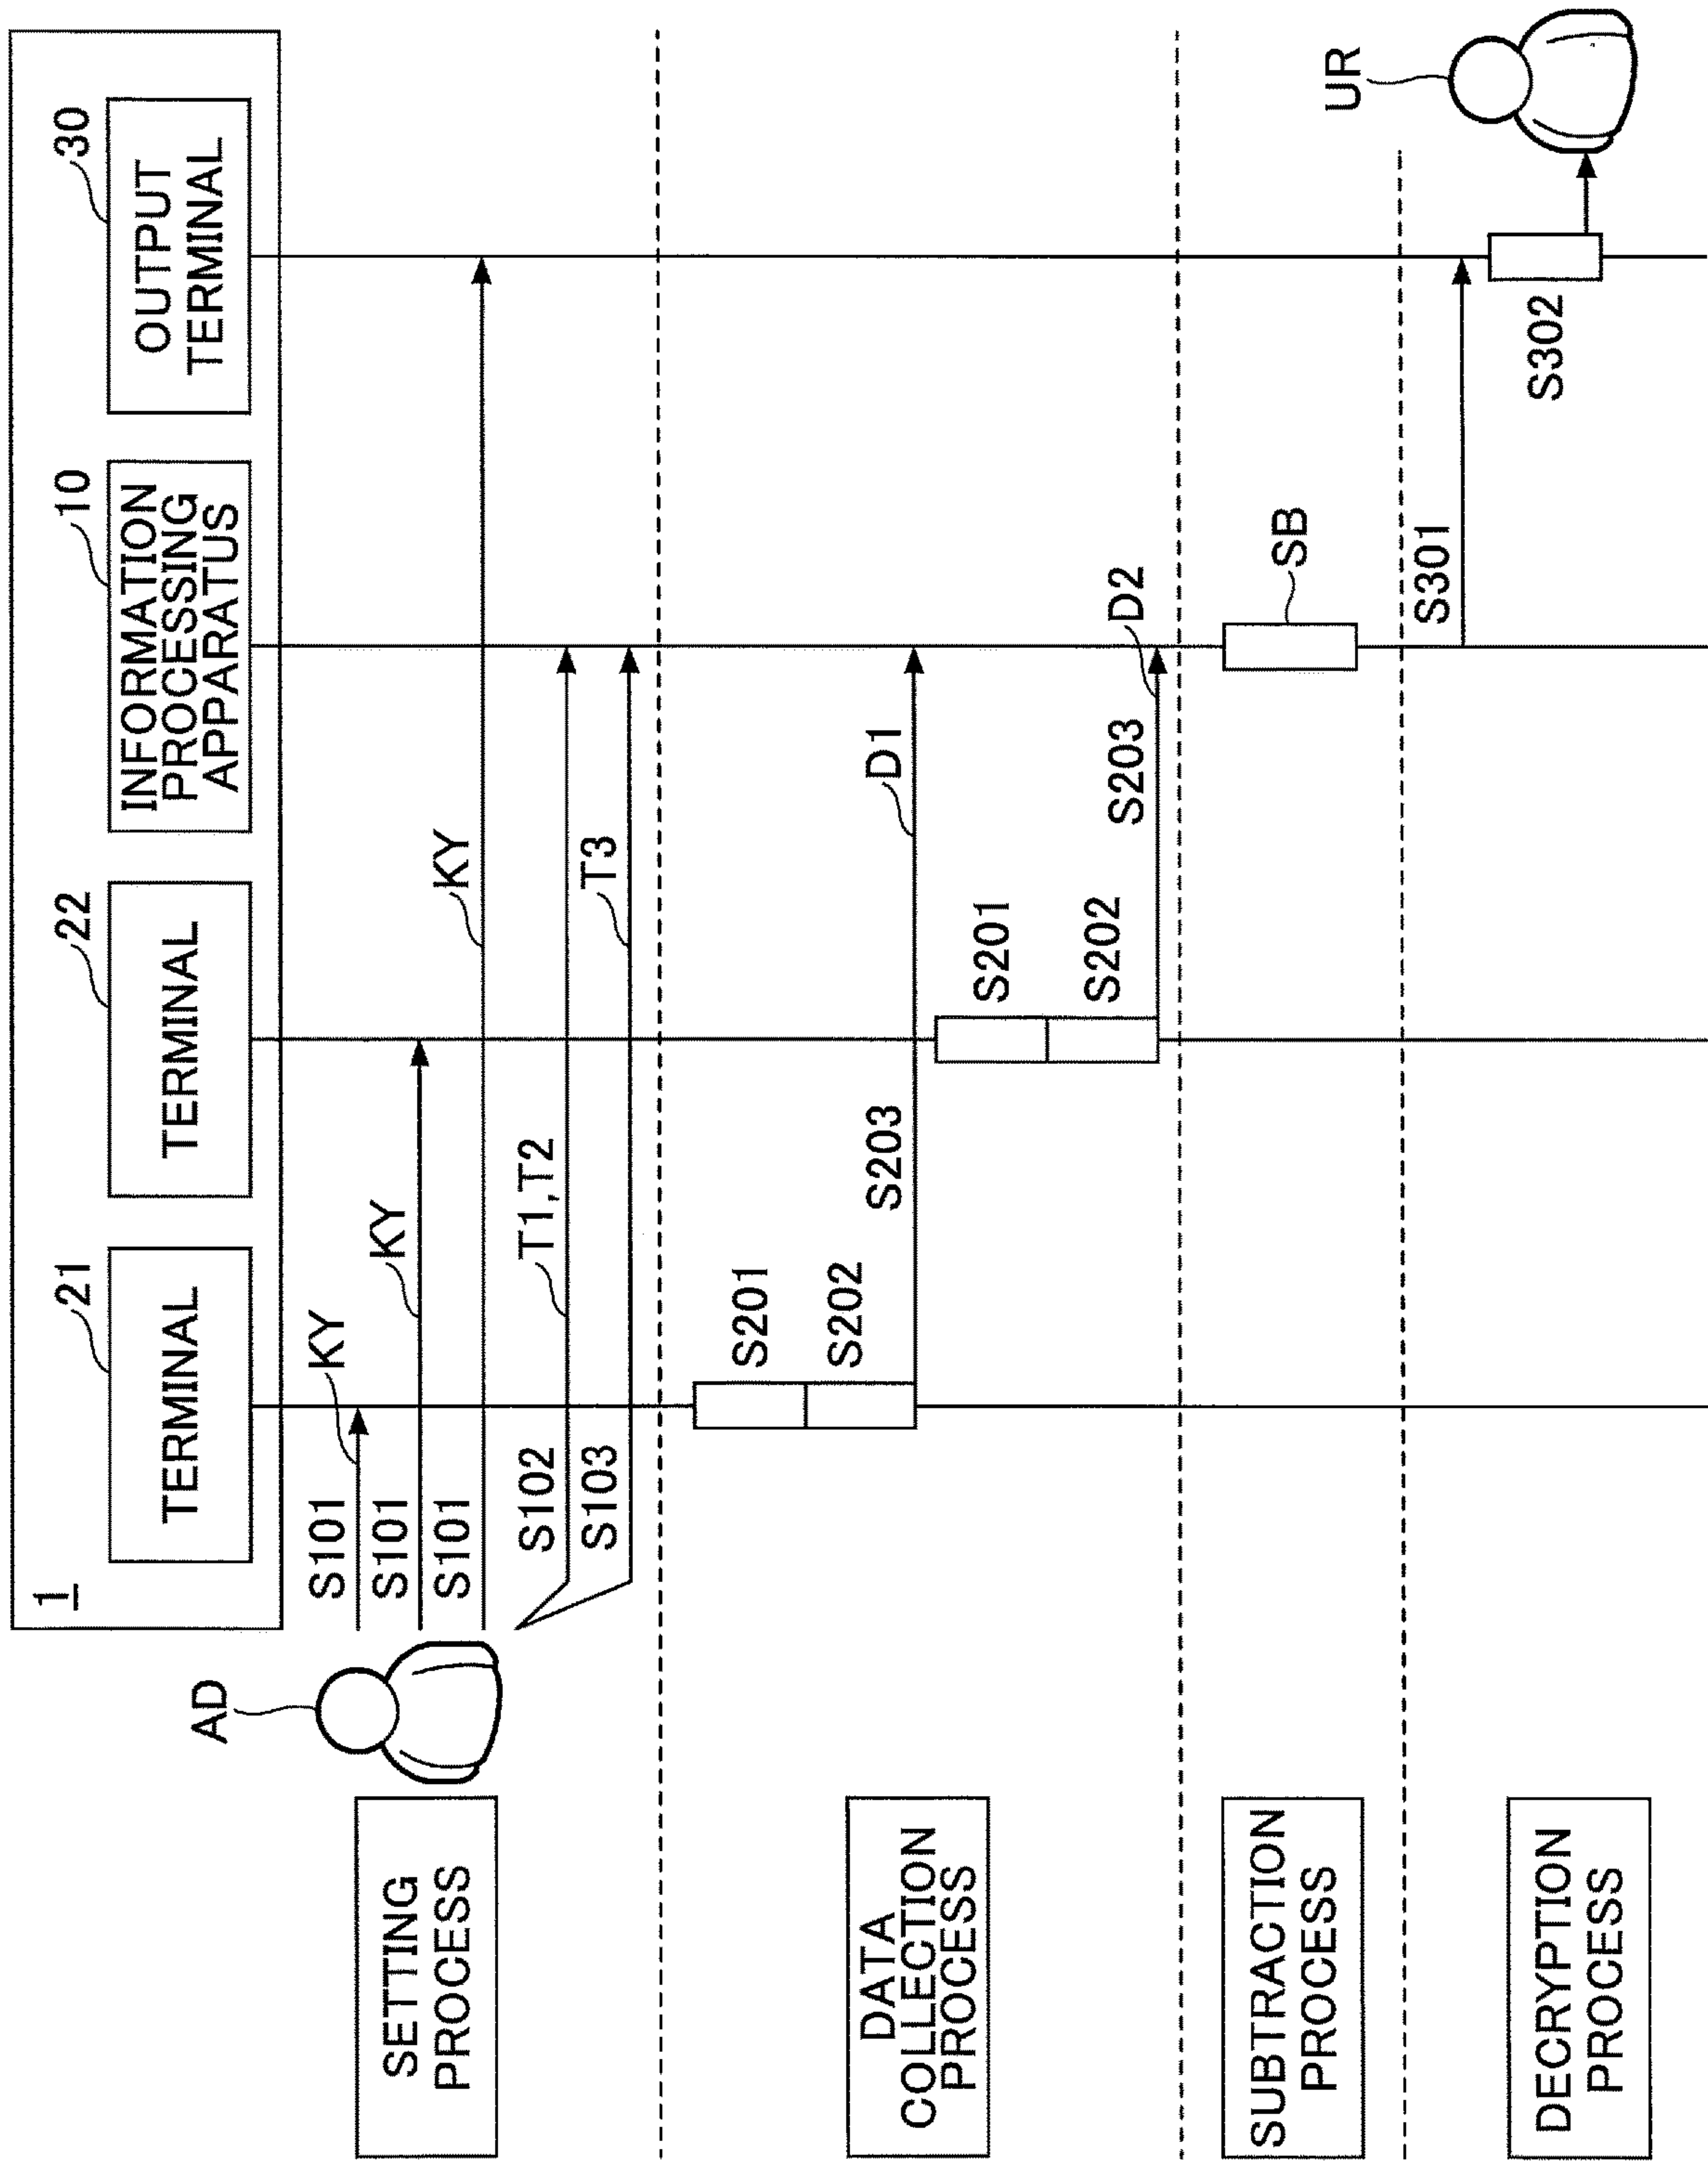 1
21
22
10
30
TERMINAL
TERMINAL
INFORMATION
PROCESSING
APPARATUS
OUTPUT
TERMINAL
AD
SETTING
PROCESS
S101
KY
S101
KY
S101
KY
S102
T1,T2
S103
T3
DATA
COLLECTION
PROCESS
S201
S202
S203
D1
S201
S202
S203
D2
SUBTRACTION
PROCESS
SB
DECRYPTION
PROCESS
S301
S302
UR